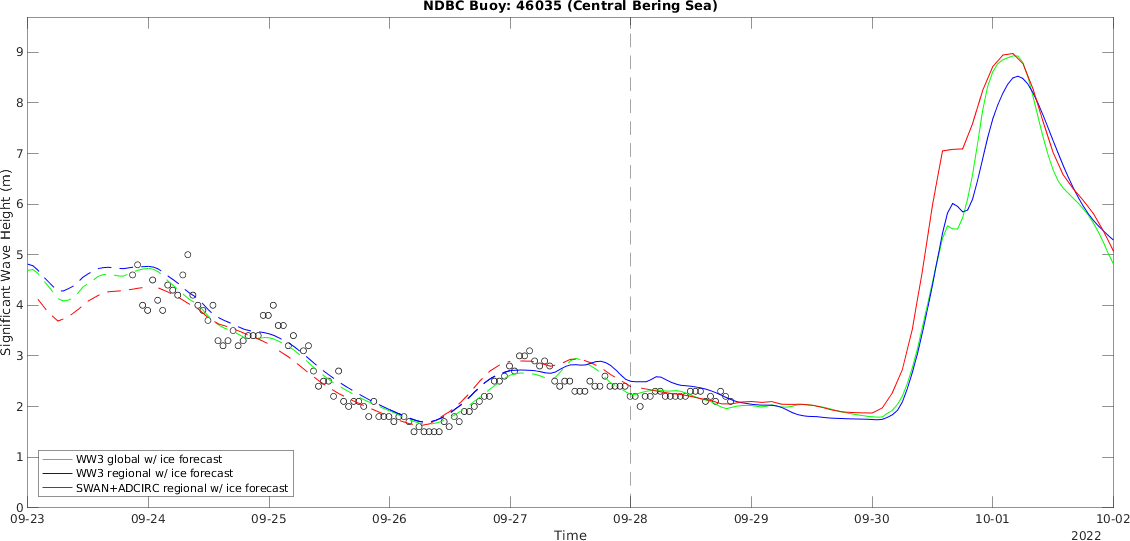 NDBC Buoy: 46035 (Central Bering Sea)
9
8
7
6
5
4
3
2
1
0
Significant Wave Height (m)
WW3 global w/ ice forecast
WW3 regional w/ ice forecast
SWAN+ADCIRC regional w/ ice forecast
09-23 09-24 09-25 09-26 09-27 09-28 09-29 09-30 10-01 10-02
Time
2022